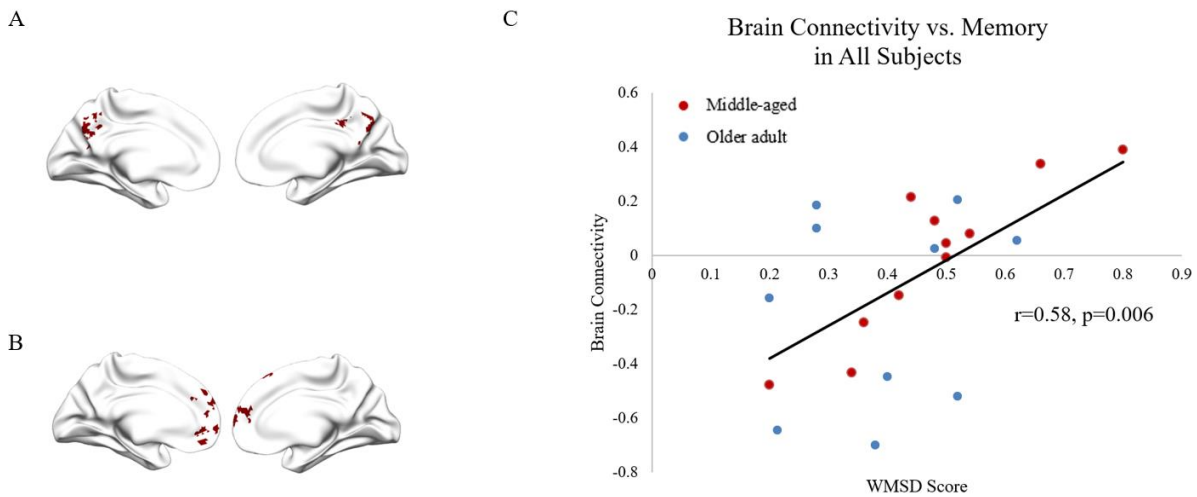 A
B
C
Brain Connectivity vs. Memory
in All Subjects
Middle-aged
Older adult
Brain Connectivity
0.6
0.4
0.2
0
-0.2
-0.4
-0.6
-0.8
0 0.1 0.2 0.3 0.4 0.5 0.6 0.7 0.8 0.9
r=0.58, p=0.006
WMSD Score